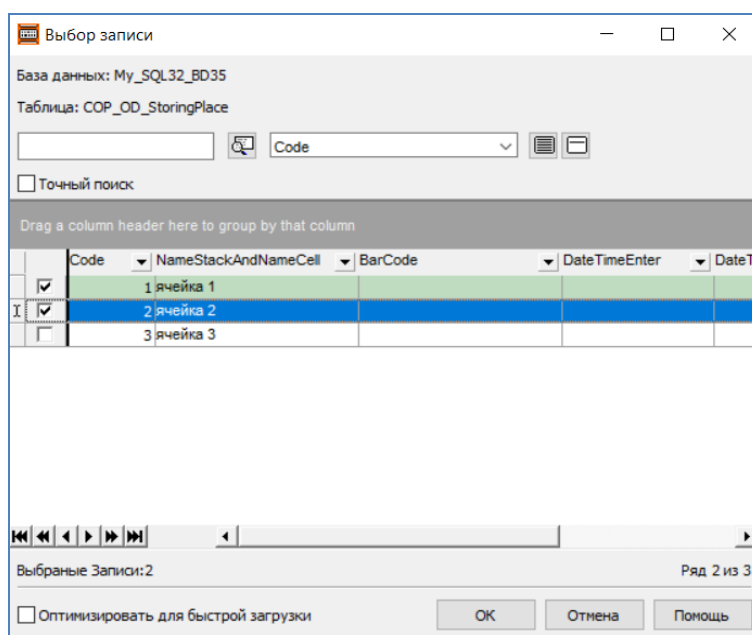 Выбор записи
База данных: My_SQL32_BD35
Таблица: COP_OD_StoringPlace
Code
Точный поиск
Drag a column header here to group by that column
Code NameStackAndNameCell BarCode DateTimeEnter DateT
1 ячейка 1
2 ячейка 2
3 ячейка 3
Выбраные Записи:2 Ряд 2 из 3
Оптимизировать для быстрой загрузки OK Отмена Помощь